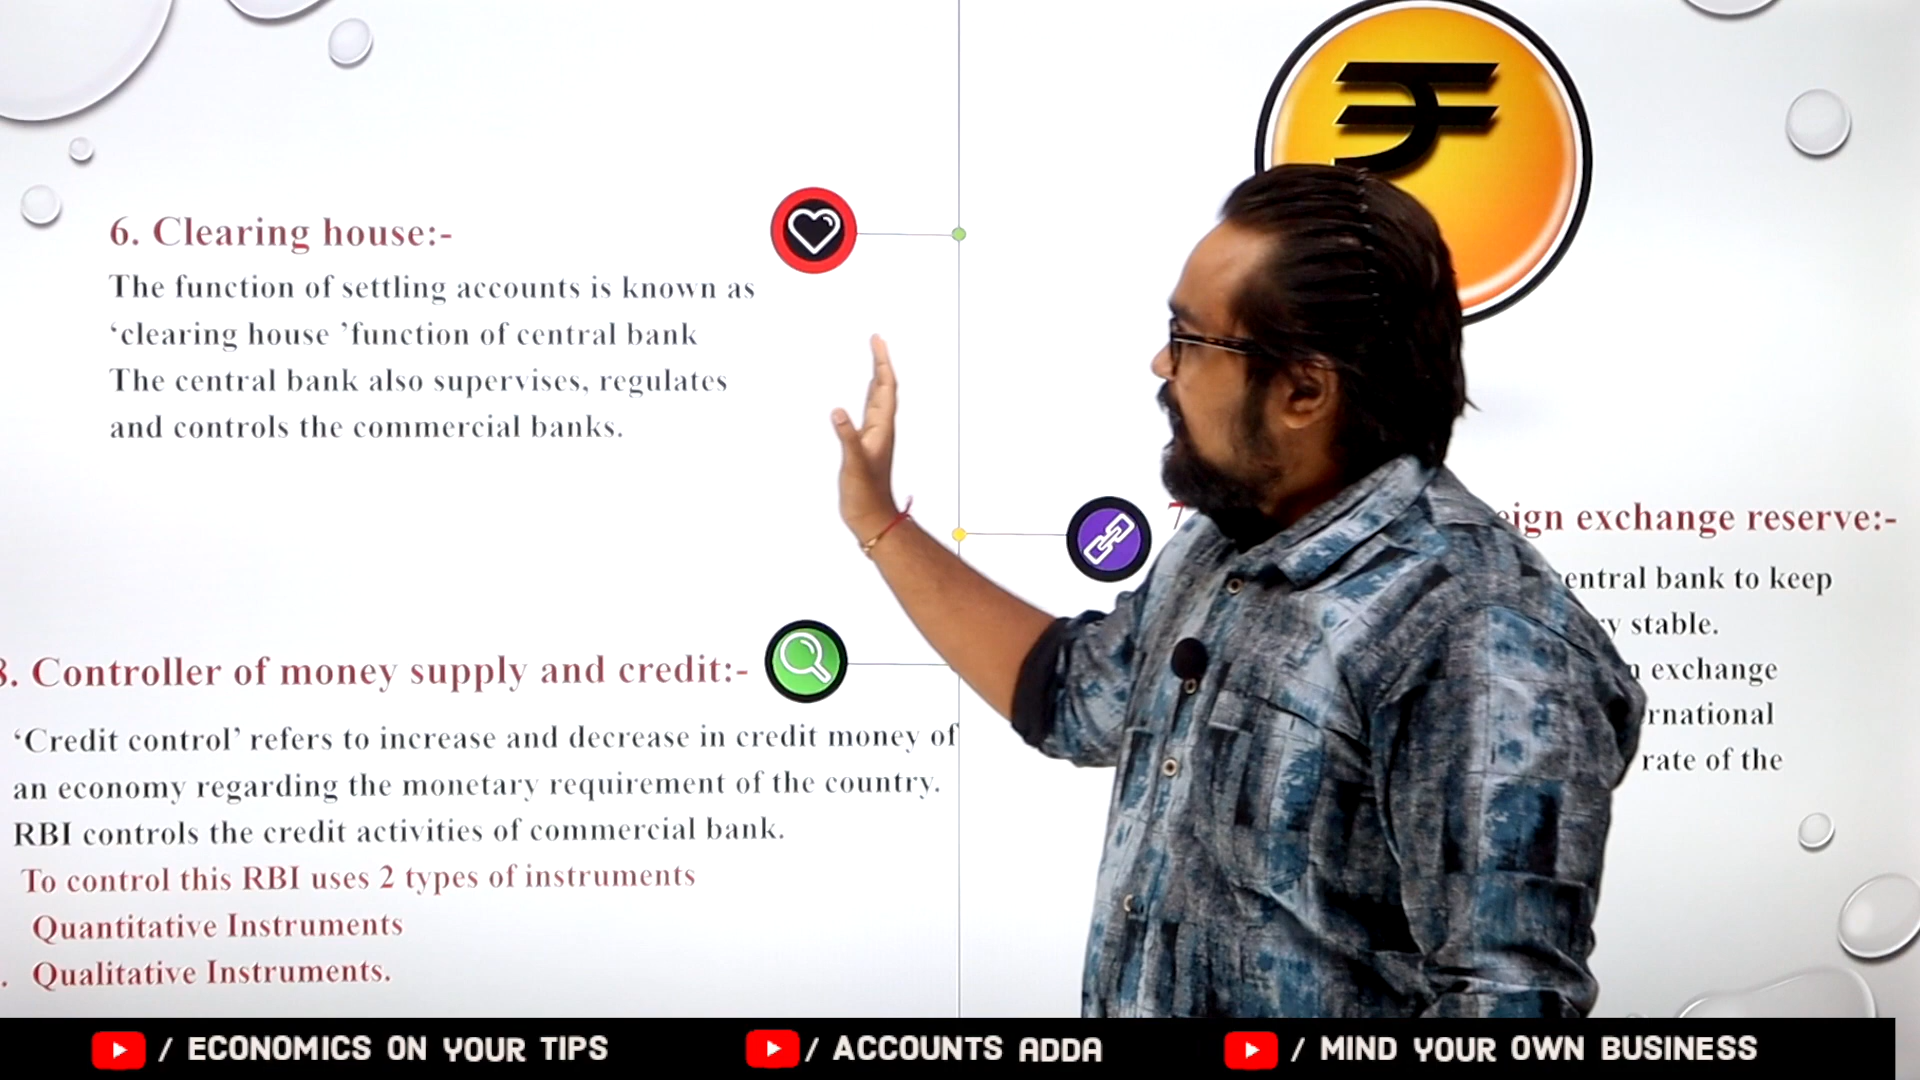 6. Clearing house:-
The function of settling accounts is known as
‘clearing house ’function of central bank
The central bank also supervises, regulates
and controls the commercial banks.
7
exchange reserve:-
bank to keep
stable.
exchange
rate of the
8. Controller of money supply and credit:-
‘Credit control’ refers to increase and decrease in credit money of
an economy regarding the monetary requirement of the country.
RBI controls the credit activities of commercial bank.
To control this RBI uses 2 types of instruments
Quantitative Instruments
. Qualitative Instruments.
/ ECONOMICS ON YOUR TIPS
/ ACCOUNTS ADDA
/ MIND YOUR OWN BUSINESS